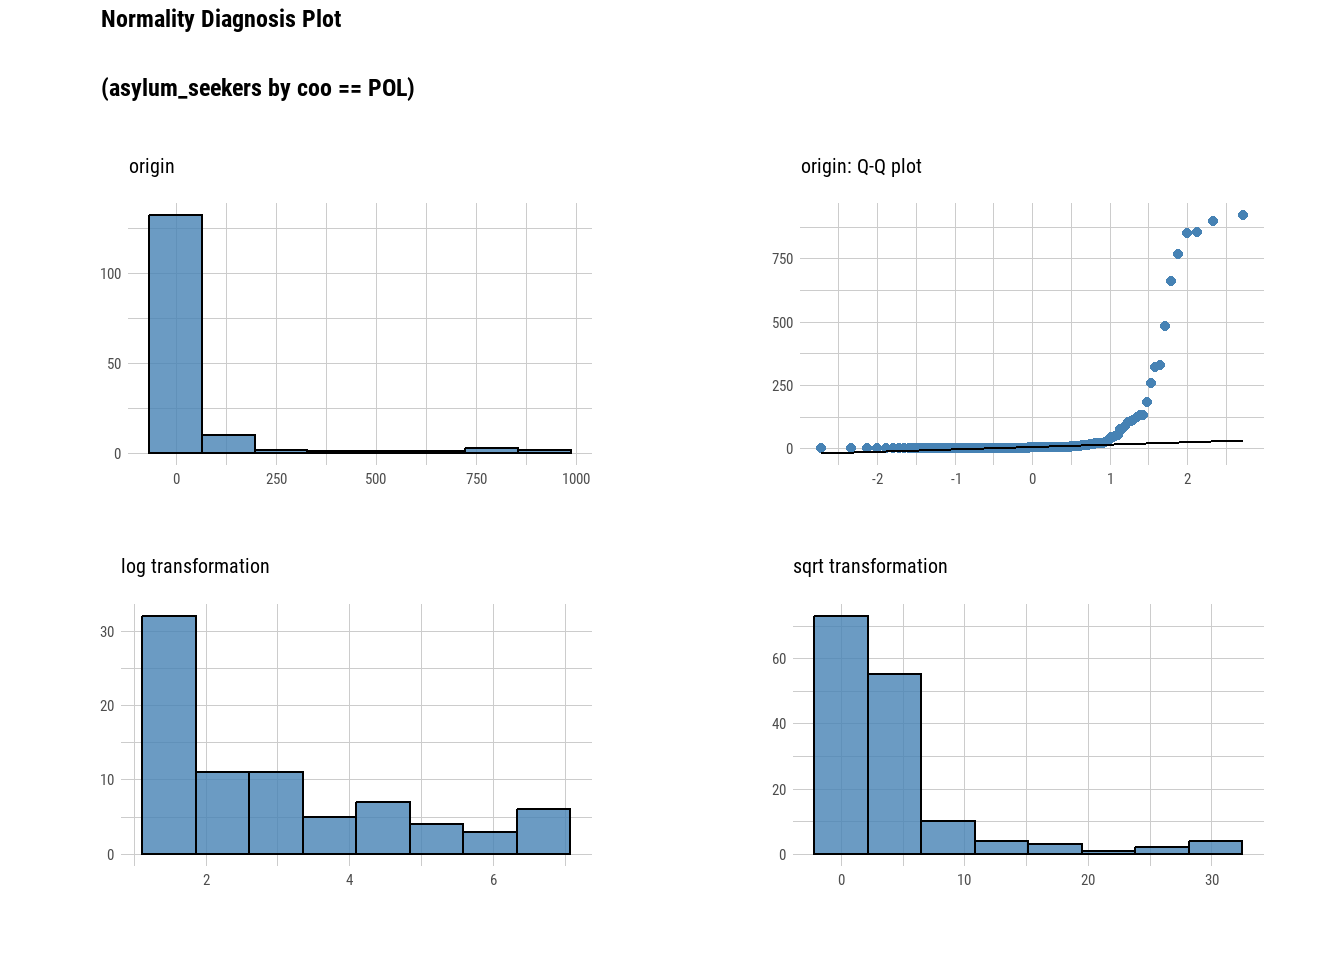 Normality Diagnosis Plot
(asylum_seekers by coo == POL)
origin
100
50
0
0 250 500 750 1000
origin: Q-Q plot
750
500
250
0
-2 -1 0 1 2
log transformation
30
20
10
0
2 4 6
sqrt transformation
60
40
20
0
0 10 20 30